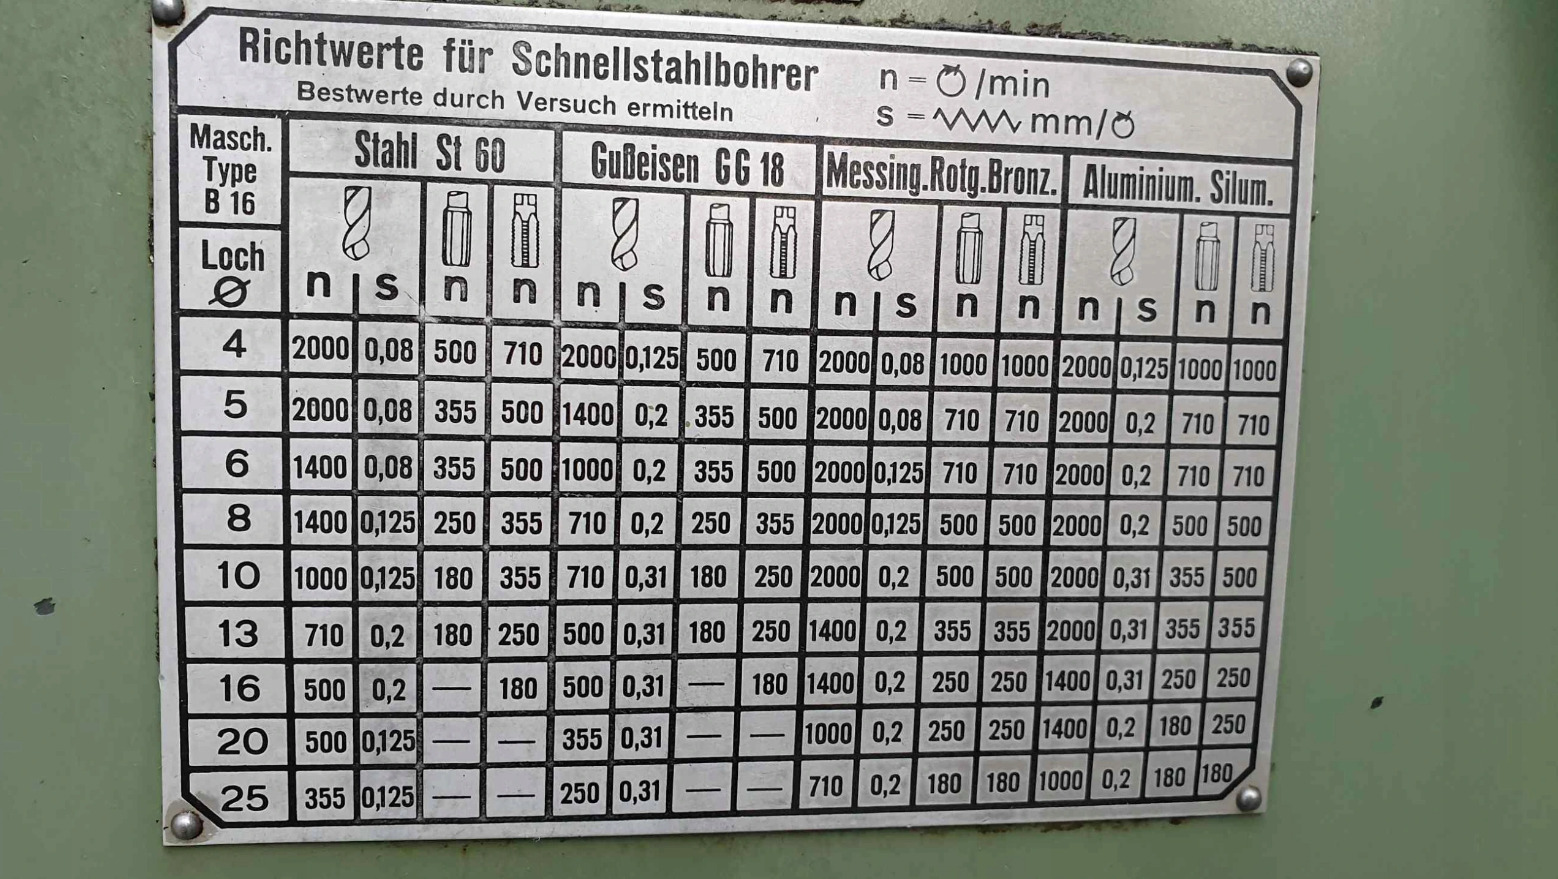 Richtwerte für Schnellstahlbohrer n = /min
Bestwerte durch Versuch ermitteln s = mm/
Masch. Type B 16 Stahl St 60 Gußeisen GG 18 Messing.Rotg.Bronz. Aluminium. Silum.
Loch Ø n s n n n s n n n s n n n s n n
4 2000 0,08 500 710 2000 0,125 500 710 2000 0,08 1000 1000 2000 0,125 1000 1000
5 2000 0,08 355 500 1400 0,2 355 500 2000 0,08 710 710 2000 0,2 710 710
6 1400 0,08 355 500 1000 0,2 355 500 2000 0,125 710 710 2000 0,2 710 710
8 1400 0,125 250 355 710 0,2 250 355 2000 0,125 500 500 2000 0,2 500 500
10 1000 0,125 180 355 710 0,31 180 250 2000 0,2 500 500 2000 0,31 355 500
13 710 0,2 180 250 500 0,31 180 250 1400 0,2 355 355 2000 0,31 355 355
16 500 0,2 — 180 500 0,31 — 180 1400 0,2 250 250 1400 0,31 250 250
20 500 0,125 — — 355 0,31 — — 1000 0,2 250 250 1400 0,2 180 250
25 355 0,125 — — 250 0,31 — — 710 0,2 180 180 1000 0,2 180 180